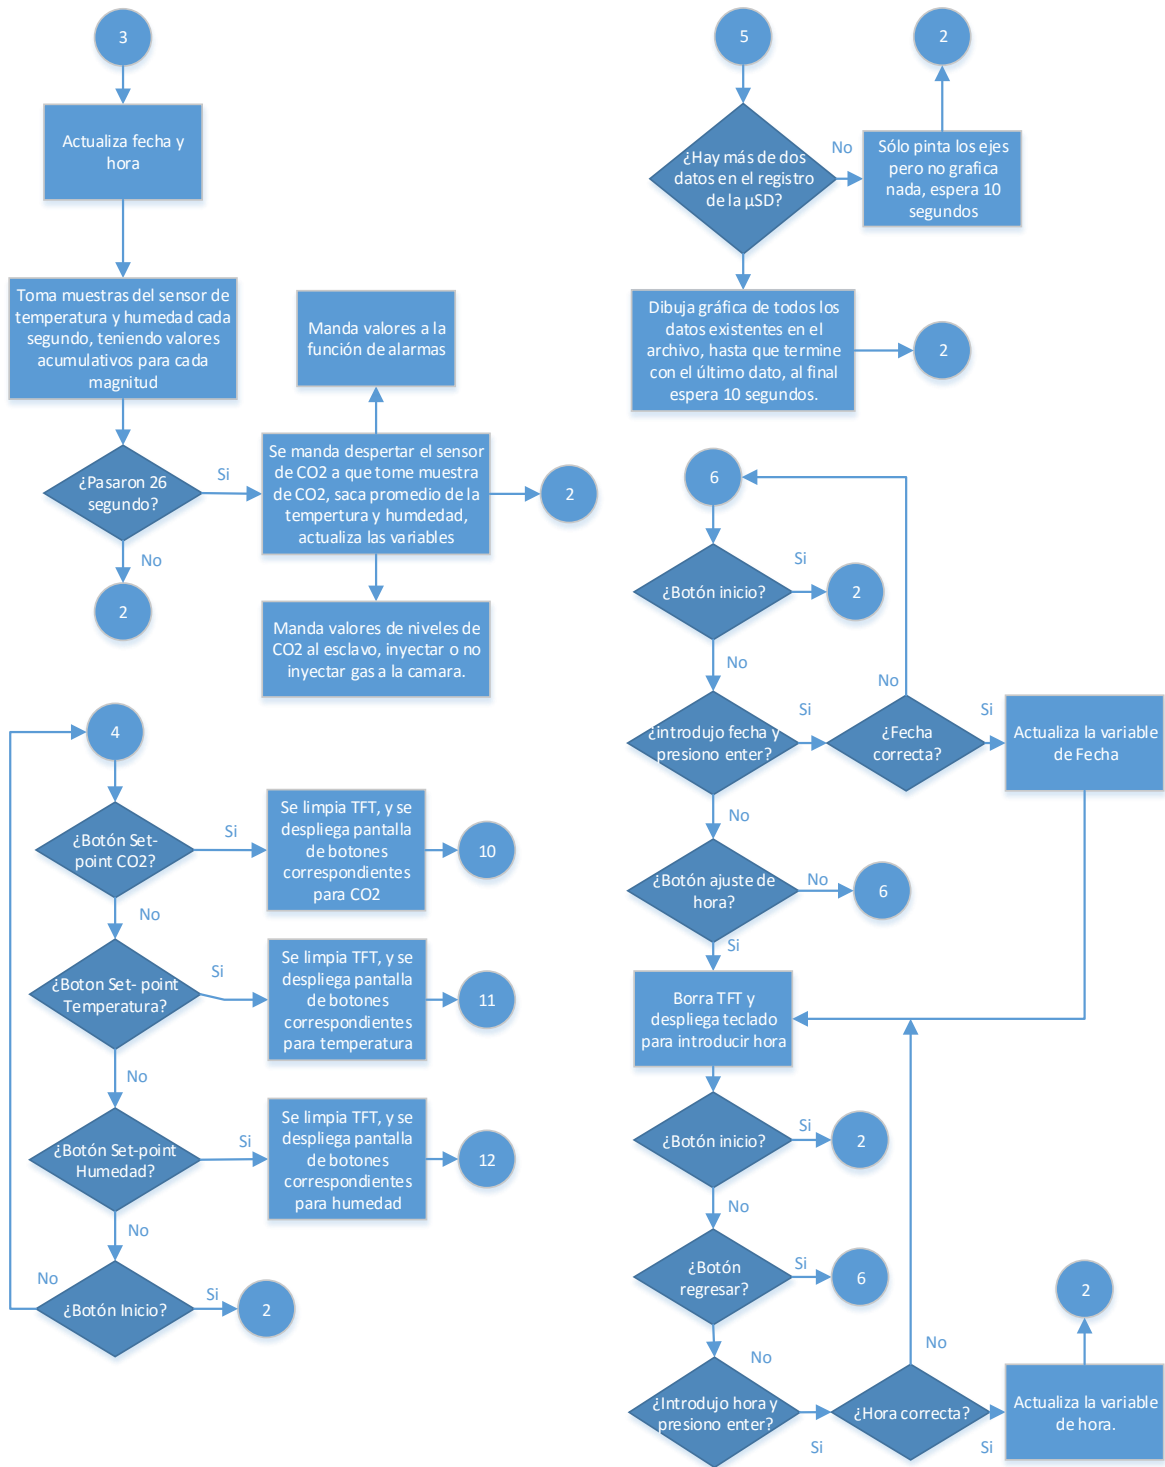 3
Actualiza fecha y
hora
Toma muestras del sensor de
temperatura y humedad cada
segundo, teniendo valores
acumulativos para cada
magnitud
¿Pasaron 26
segundo?
Si
No
2
Manda valores a la
función de alarmas
Se manda despertar el sensor
de CO2 a que tome muestra
de CO2, saca promedio de la
tempertura y humdedad,
actualiza las variables
2
Manda valores de niveles de
CO2 al esclavo, inyectar o no
inyectar gas a la camara.
4
¿Botón Set-
point CO2?
Si
Se limpia TFT, y se
despliega pantalla
de botones
correspondientes
para CO2
10
No
¿Boton Set- point
Temperatura?
Si
Se limpia TFT, y se
despliega pantalla
de botones
correspondientes
para temperatura
11
No
¿Botón Set-point
Humedad?
Si
Se limpia TFT, y se
despliega pantalla
de botones
correspondientes
para humedad
12
No
¿Botón Inicio?
No
Si
2
5
¿Hay más de dos
datos en el registro
de la µSD?
No
Sólo pinta los ejes
pero no grafica
nada, espera 10
segundos
2
Dibuja gráfica de todos los
datos existentes en el
archivo, hasta que termine
con el último dato, al final
espera 10 segundos.
2
6
¿Botón inicio?
Si
2
No
¿introdujo fecha y
presiono enter?
Si
¿Fecha
correcta?
No
Si
Actualiza la variable
de Fecha
No
¿Botón ajuste de
hora?
No
6
Si
Borra TFT y
despliega teclado
para introducir hora
¿Botón inicio?
Si
2
No
¿Botón
regresar?
Si
6
No
¿Introdujo hora y
presiono enter?
Si
¿Hora correcta?
No
Si
Actualiza la variable
de hora.
2